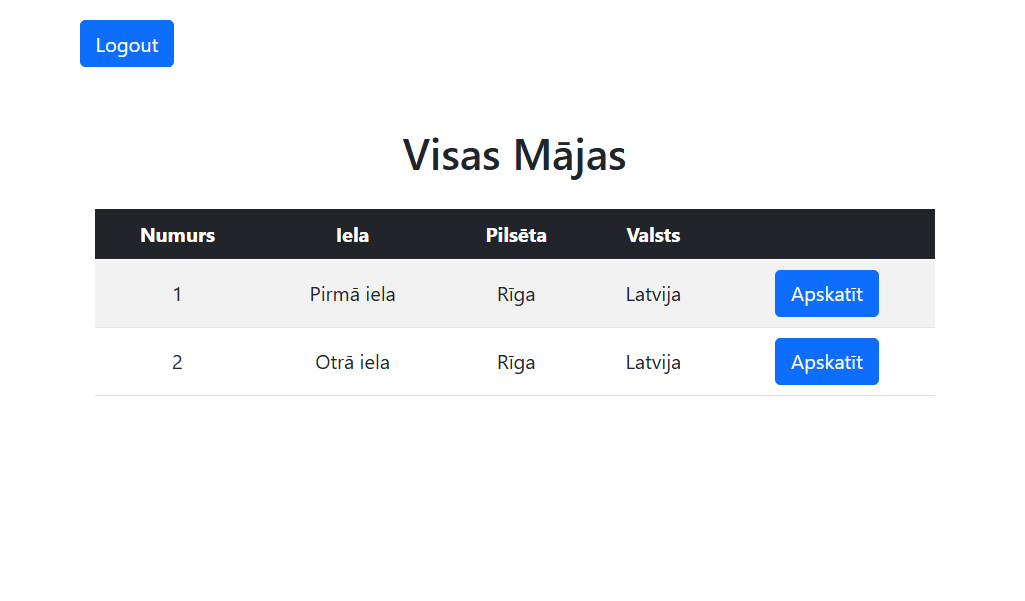 Logout
Visas Mājas
Numurs Iela Pilsēta Valsts
1 Pirmā iela Rīga Latvija Apskatīt
2 Otrā iela Rīga Latvija Apskatīt